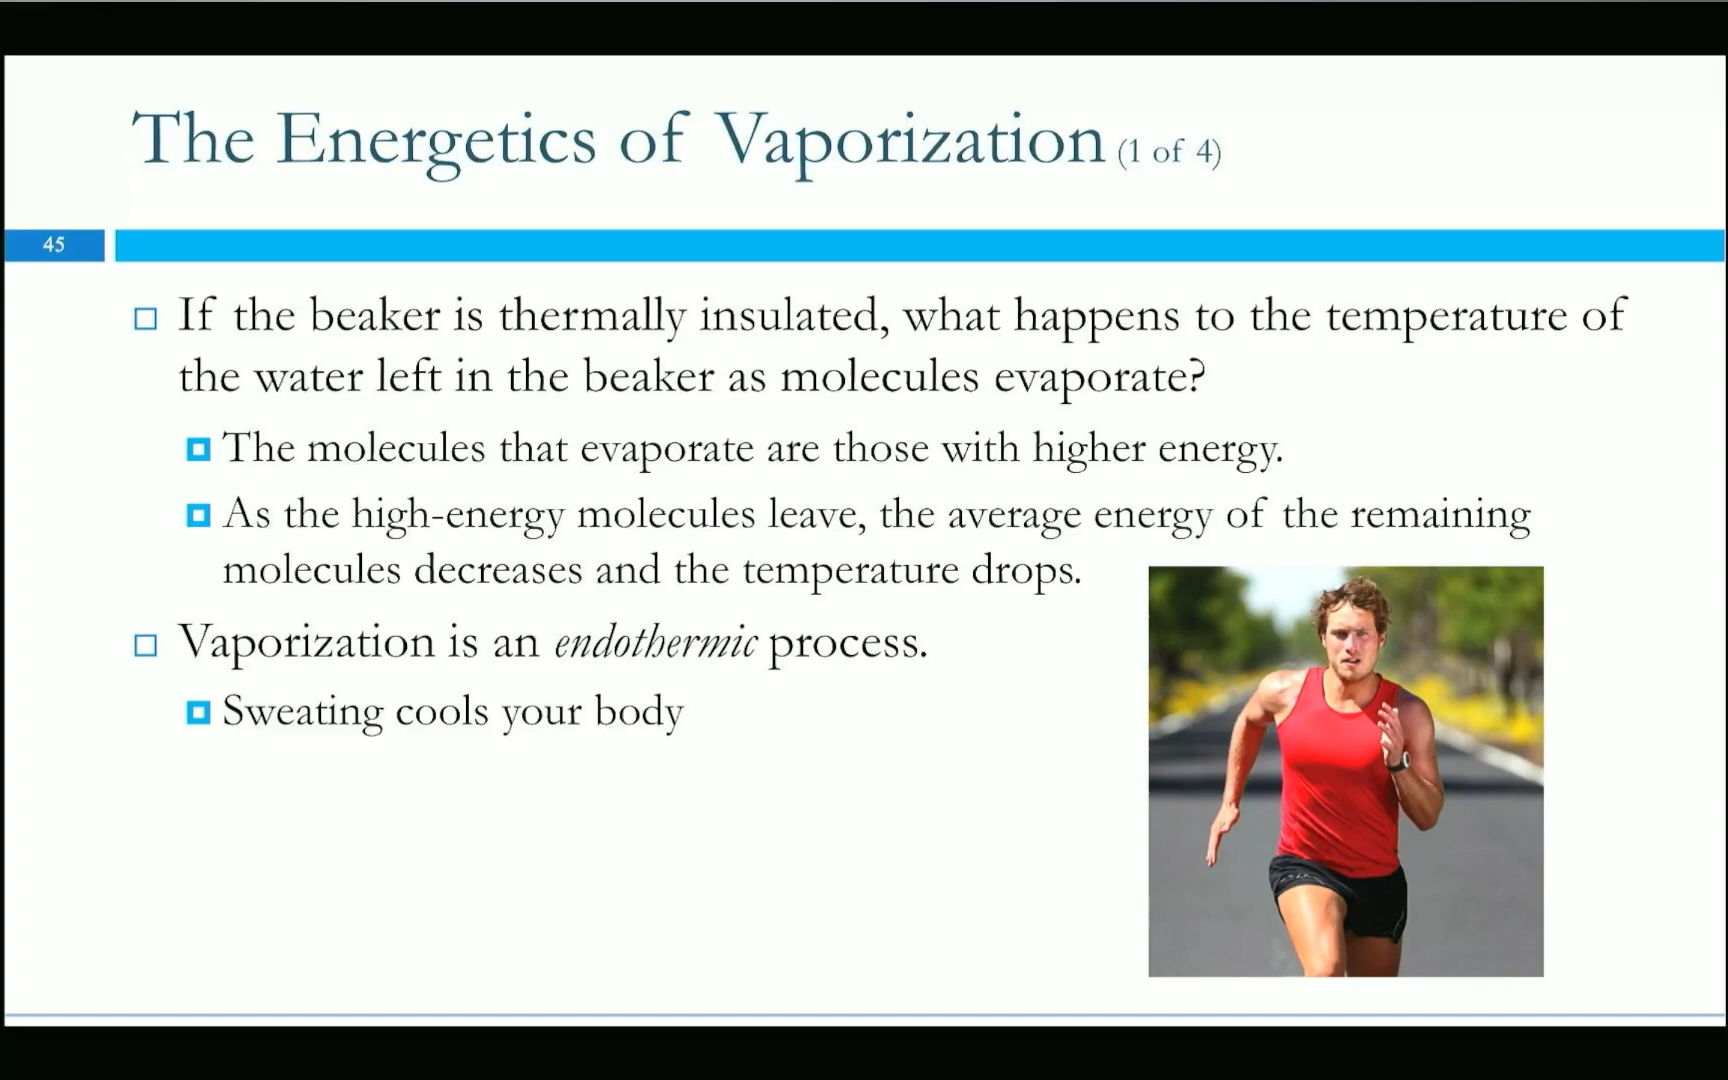 The Energetics of Vaporization (1 of 4)
45
If the beaker is thermally insulated, what happens to the temperature of
the water left in the beaker as molecules evaporate?
The molecules that evaporate are those with higher energy.
As the high-energy molecules leave, the average energy of the remaining
molecules decreases and the temperature drops.
Vaporization is an endothermic process.
Sweating cools your body